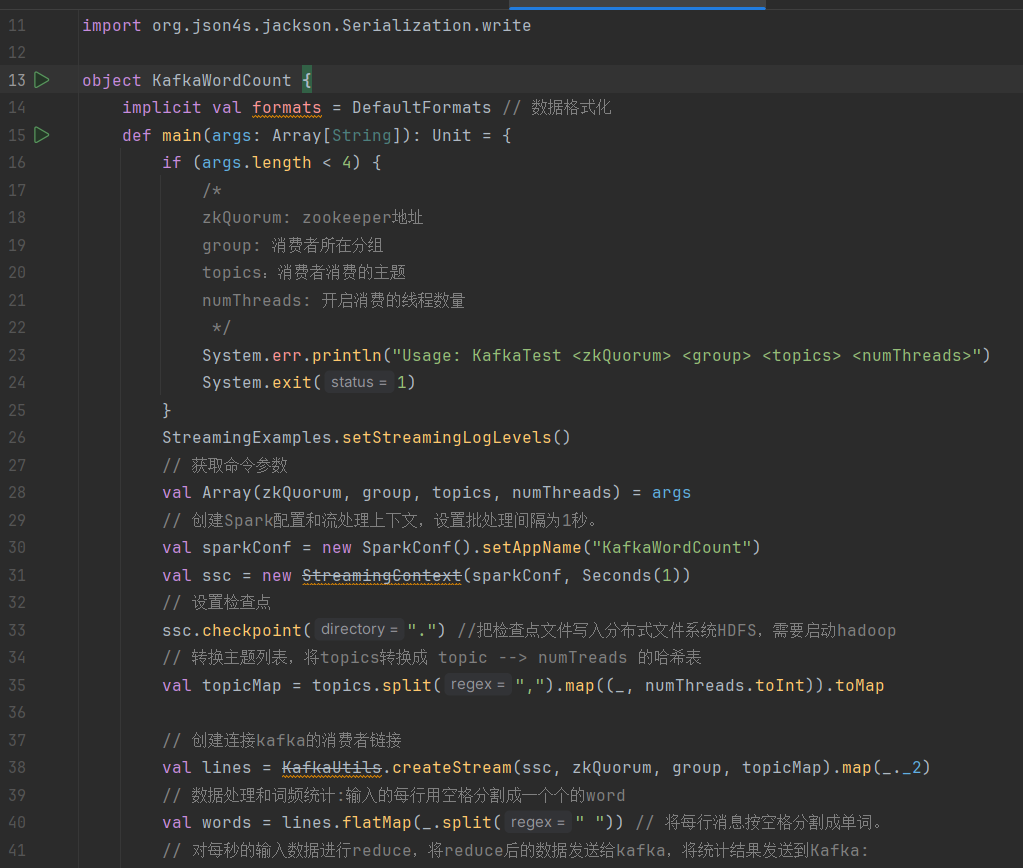 11 import org.json4s.jackson.Serialization.write
12
13 object KafkaWordCount {
14 implicit val formats = DefaultFormats // 数据格式化
15 def main(args: Array[String]): Unit = {
16 if (args.length < 4) {
17 /*
18 zkQuorum: zookeeper地址
19 group: 消费者所在分组
20 topics：消费者消费的主题
21 numThreads: 开启消费的线程数量
22 */
23 System.err.println("Usage: KafkaTest <zkQuorum> <group> <topics> <numThreads>")
24 System.exit( status = 1)
25 }
26 StreamingExamples.setStreamingLogLevels()
27 // 获取命令参数
28 val Array(zkQuorum, group, topics, numThreads) = args
29 // 创建Spark配置和流处理上下文，设置批处理间隔为1秒。
30 val sparkConf = new SparkConf().setAppName("KafkaWordCount")
31 val ssc = new StreamingContext(sparkConf, Seconds(1))
32 // 设置检查点
33 ssc.checkpoint( directory = ".") //把检查点文件写入分布式文件系统HDFS，需要启动hadoop
34 // 转换主题列表，将topics转换成 topic --> numTreads 的哈希表
35 val topicMap = topics.split( regex = ",").map((_, numThreads.toInt)).toMap
36
37 // 创建连接kafka的消费者链接
38 val lines = KafkaUtils.createStream(ssc, zkQuorum, group, topicMap).map(_._2)
39 // 数据处理和词频统计:输入的每行用空格分割成一个个的word
40 val words = lines.flatMap(_.split( regex = " ")) // 将每行消息按空格分割成单词。
41 // 对每秒的输入数据进行reduce，将reduce后的数据发送给kafka，将统计结果发送到Kafka: